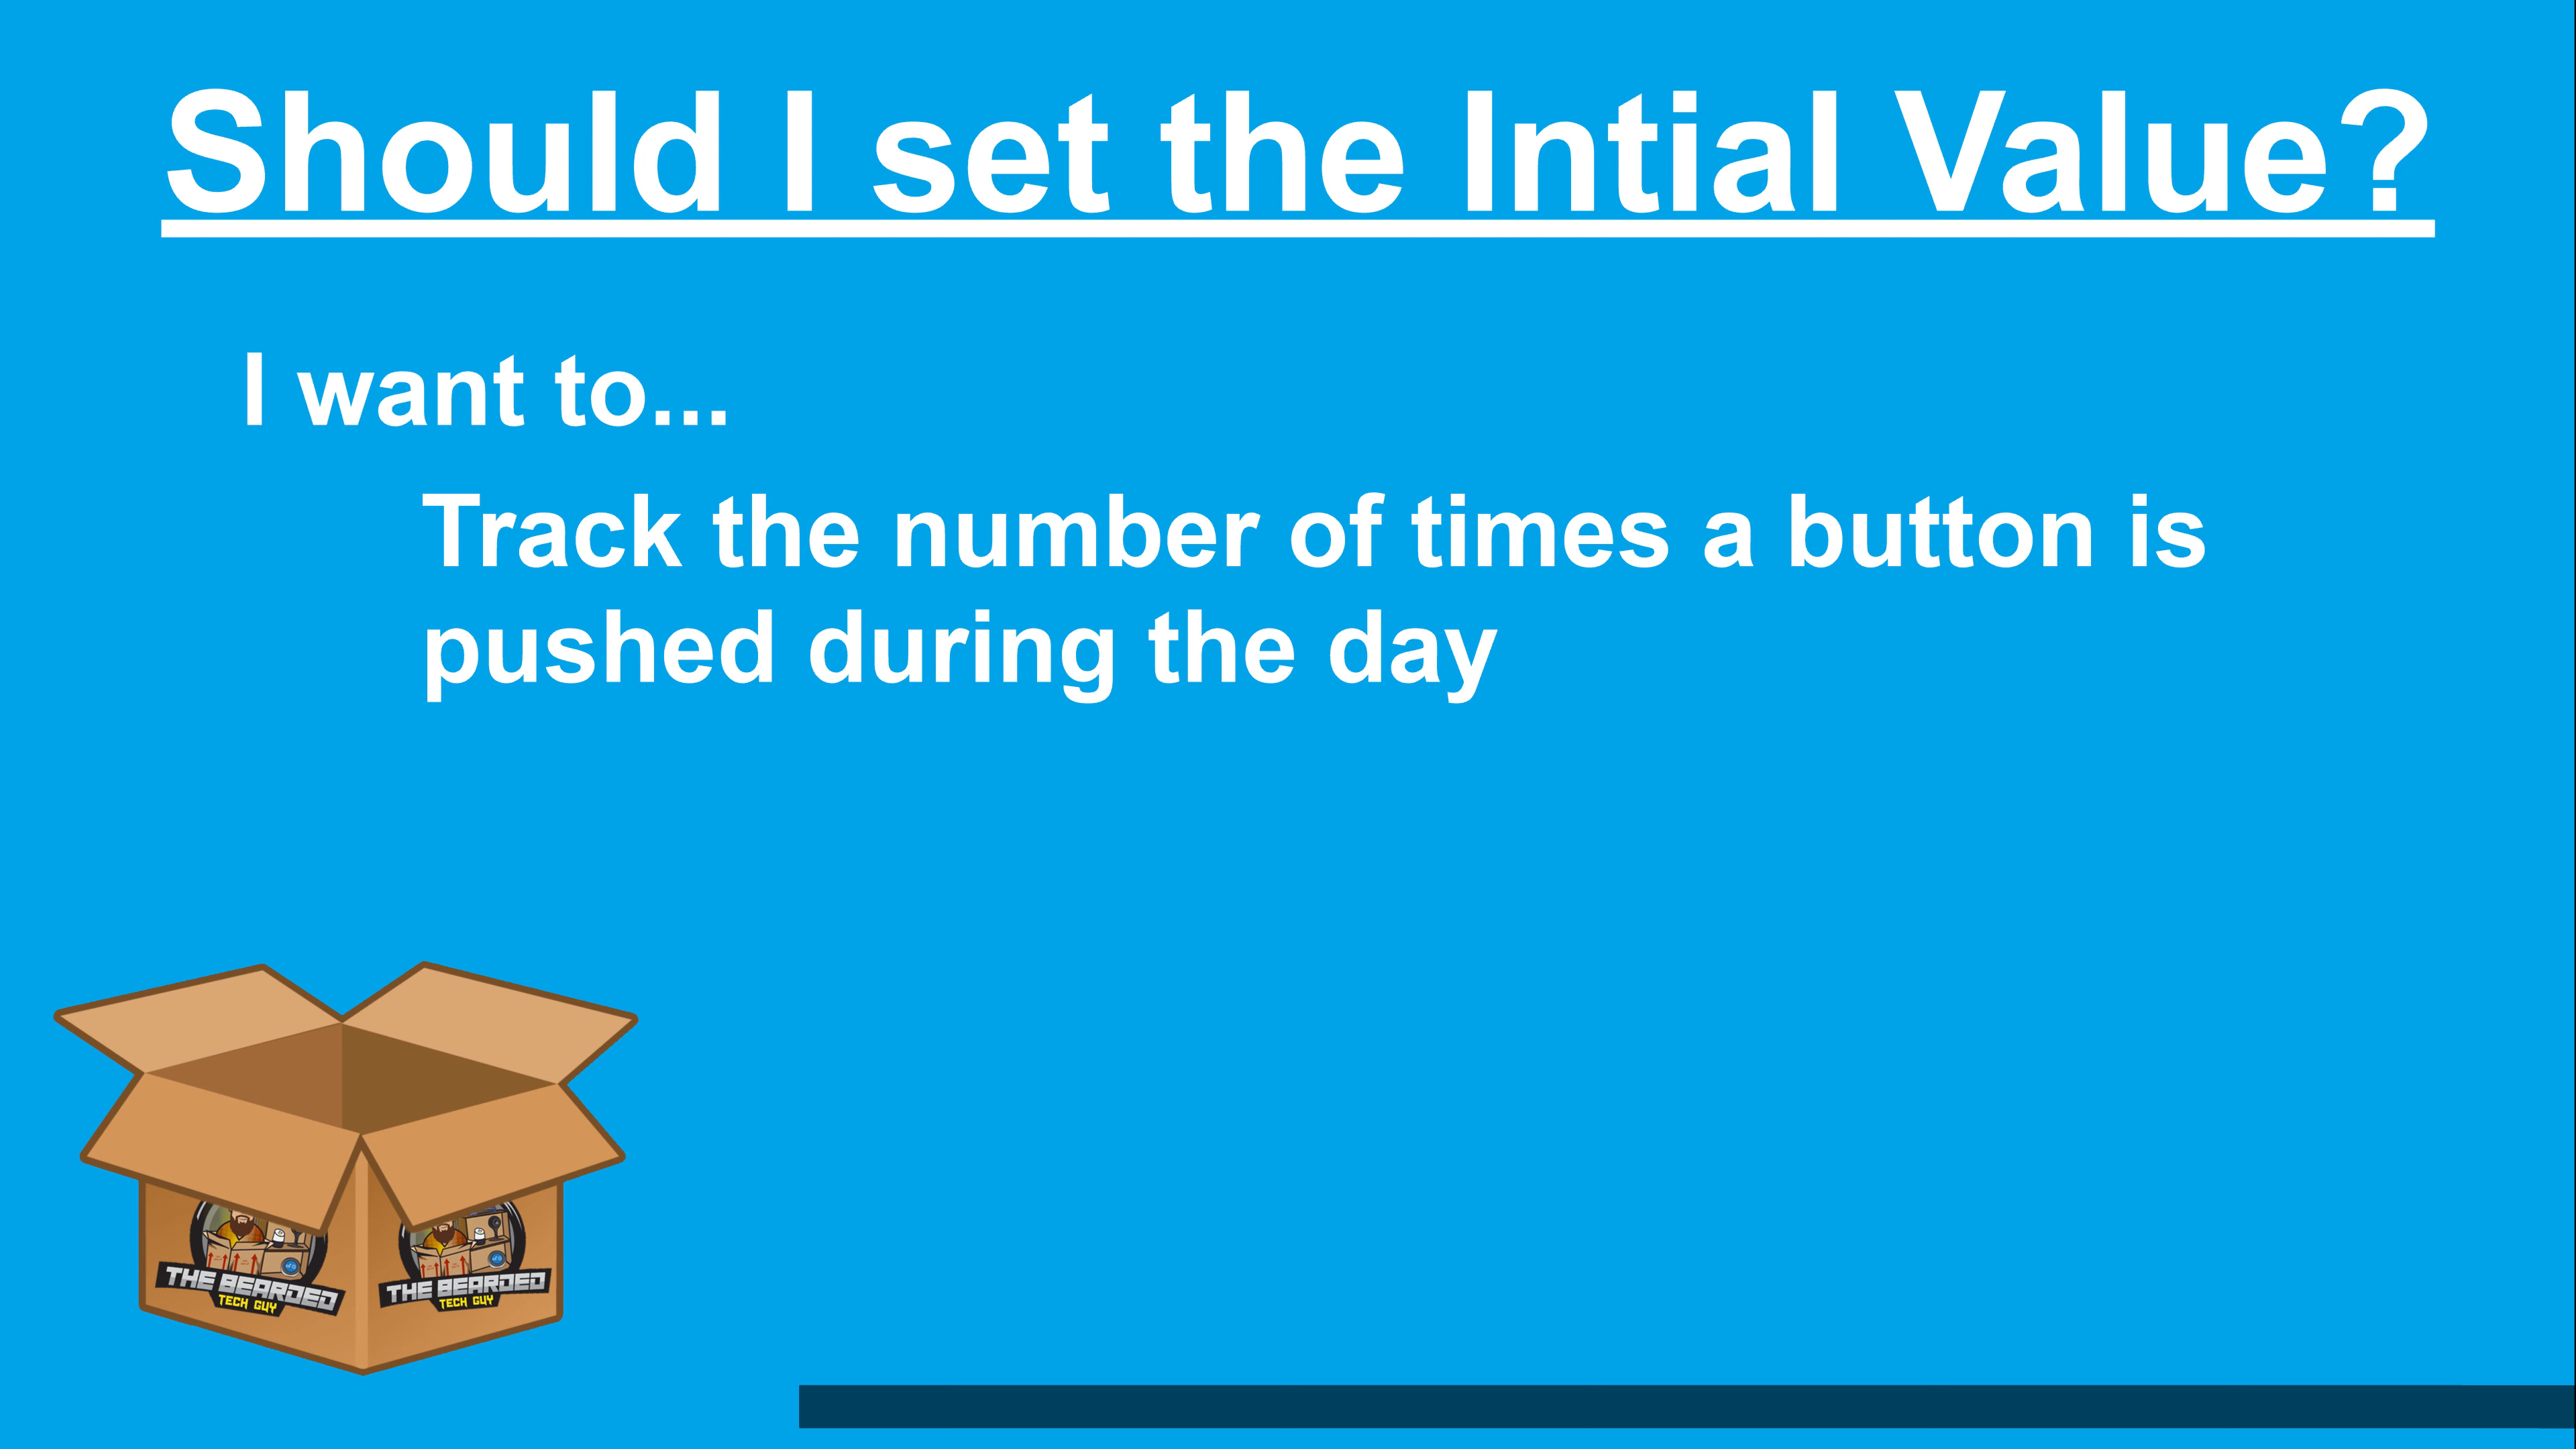 Should I set the Intial Value?
I want to...
Track the number of times a button is
pushed during the day
THE BEARDED
TECH GUY
THE BEARDED
TECH GUY